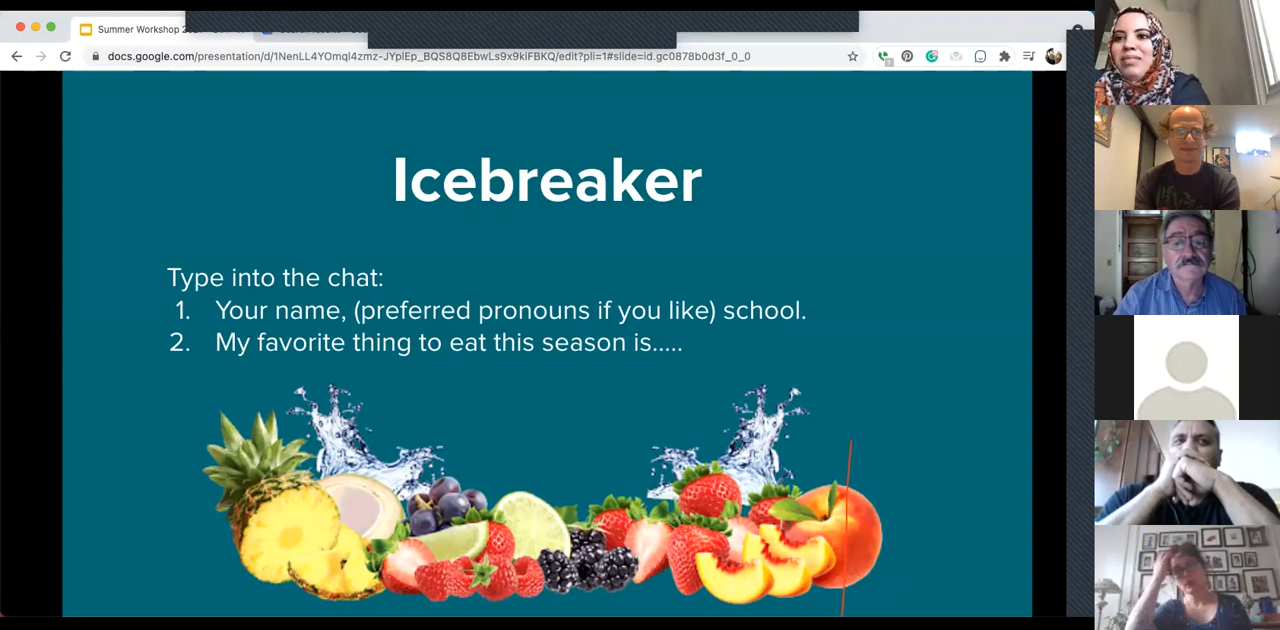 Summer Workshop 2
docs.google.com/presentation/d/1NenLL4YOmql4zmz-JYplEp_BQS8Q8EbwLs9x9kiFBKQ/edit?pli=1#slide=id.gc0878b0d3f_0_0
Icebreaker
Type into the chat:
1. Your name, (preferred pronouns if you like) school.
2. My favorite thing to eat this season is.....